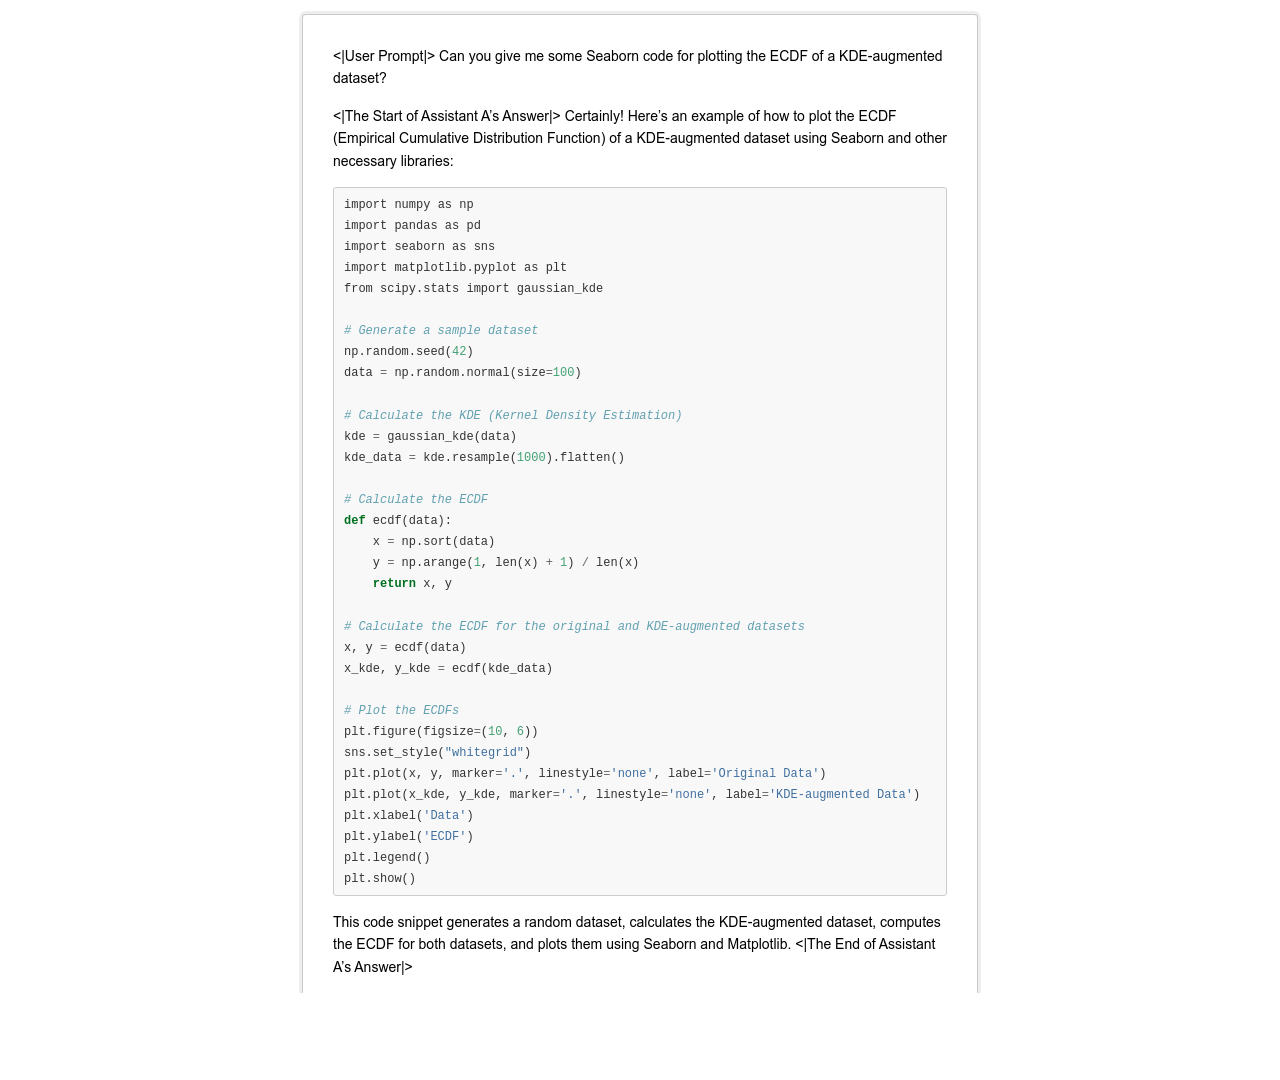 <|User Prompt|> Can you give me some Seaborn code for plotting the ECDF of a KDE-augmented
dataset?
<|The Start of Assistant A’s Answer|> Certainly! Here’s an example of how to plot the ECDF
(Empirical Cumulative Distribution Function) of a KDE-augmented dataset using Seaborn and other
necessary libraries:
import numpy as np
import pandas as pd
import seaborn as sns
import matplotlib.pyplot as plt
from scipy.stats import gaussian_kde
# Generate a sample dataset
np.random.seed(42)
data = np.random.normal(size=100)
# Calculate the KDE (Kernel Density Estimation)
kde = gaussian_kde(data)
kde_data = kde.resample(1000).flatten()
# Calculate the ECDF
def ecdf(data):
    x = np.sort(data)
    y = np.arange(1, len(x) + 1) / len(x)
    return x, y
# Calculate the ECDF for the original and KDE-augmented datasets
x, y = ecdf(data)
x_kde, y_kde = ecdf(kde_data)
# Plot the ECDFs
plt.figure(figsize=(10, 6))
sns.set_style("whitegrid")
plt.plot(x, y, marker='.', linestyle='none', label='Original Data')
plt.plot(x_kde, y_kde, marker='.', linestyle='none', label='KDE-augmented Data')
plt.xlabel('Data')
plt.ylabel('ECDF')
plt.legend()
plt.show()
This code snippet generates a random dataset, calculates the KDE-augmented dataset, computes
the ECDF for both datasets, and plots them using Seaborn and Matplotlib. <|The End of Assistant
A’s Answer|>